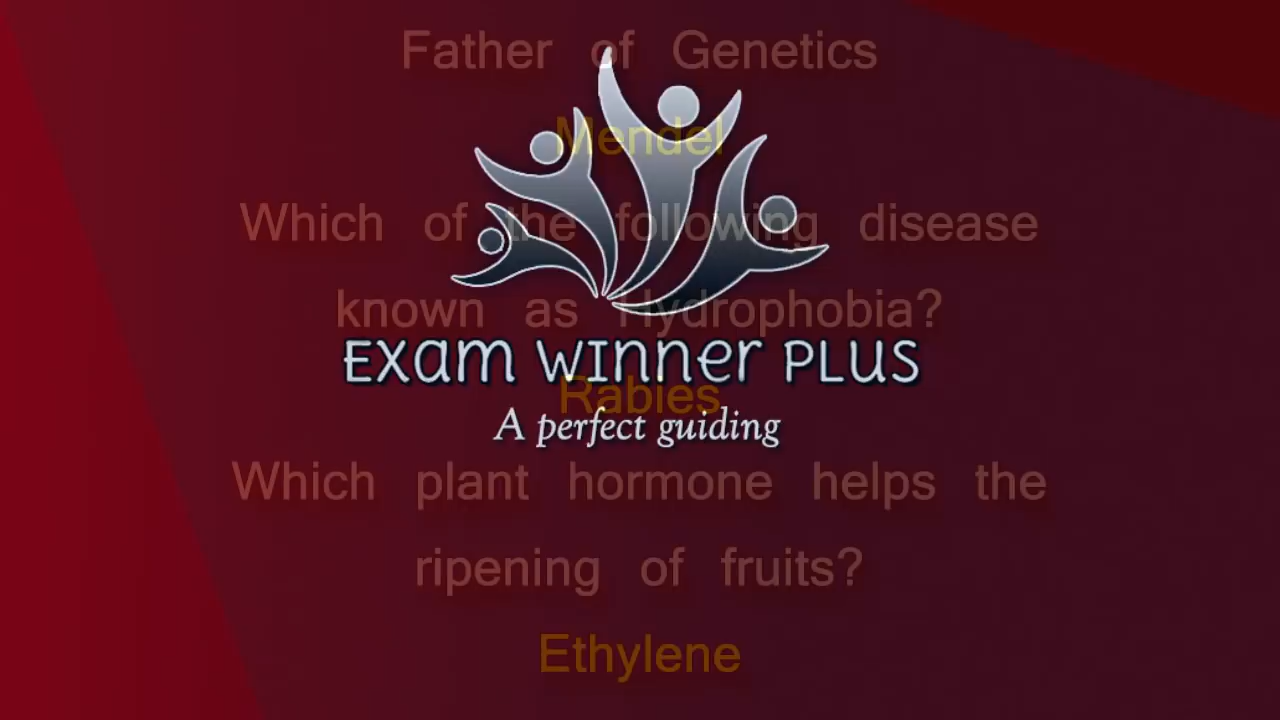 Father of Genetics
Mendel
Which of the following disease
known as Hydrophobia?
EXam WInner PLUS
Rabies
A perfect guiding
Which plant hormone helps the
ripening of fruits?
Ethylene